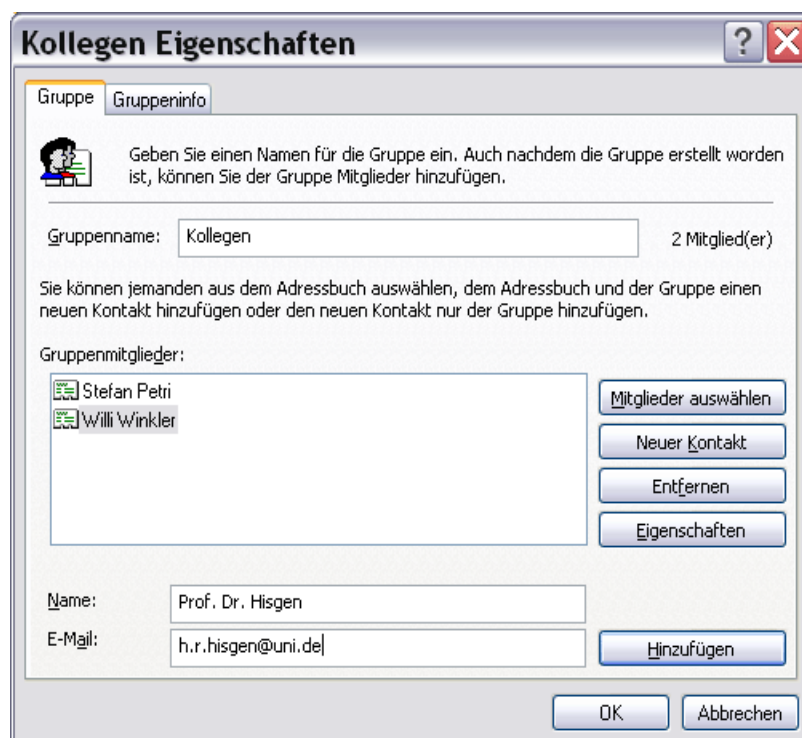 Kollegen Eigenschaften
Gruppe Gruppeninfo
Geben Sie einen Namen für die Gruppe ein. Auch nachdem die Gruppe erstellt worden
ist, können Sie der Gruppe Mitglieder hinzufügen.
Gruppenname: Kollegen 2 Mitglied(er)
Sie können jemanden aus dem Adressbuch auswählen, dem Adressbuch und der Gruppe einen
neuen Kontakt hinzufügen oder den neuen Kontakt nur der Gruppe hinzufügen.
Gruppenmitglieder:
Stefan Petri
Willi Winkler
Mitglieder auswählen
Neuer Kontakt
Entfernen
Eigenschaften
Name: Prof. Dr. Hisgen
E-Mail: h.r.hisgen@uni.de
Hinzufügen
OK Abbrechen